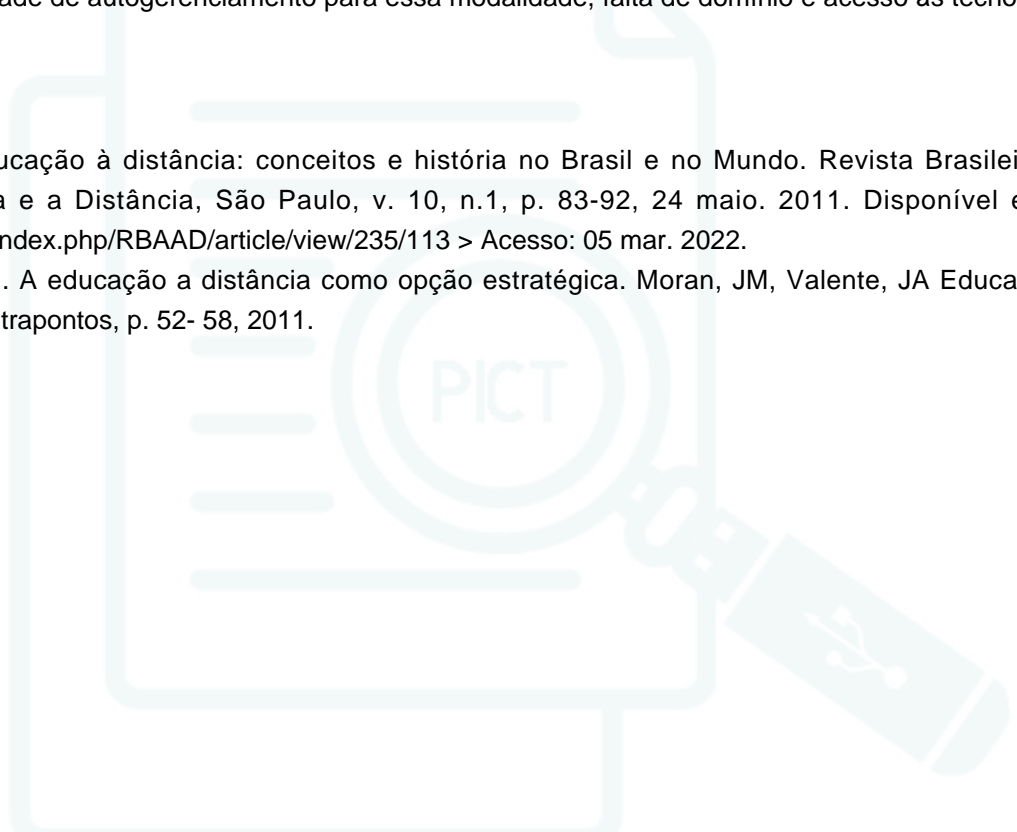 ade de autogerenciamento para essa modalidade, falta de domínio e acesso às tecno
ucação à distância: conceitos e história no Brasil e no Mundo. Revista Brasilei
a e a Distância, São Paulo, v. 10, n.1, p. 83-92, 24 maio. 2011. Disponível e
ndex.php/RBAAD/article/view/235/113 > Acesso: 05 mar. 2022.
. A educação a distância como opção estratégica. Moran, JM, Valente, JA Educa
trapontos, p. 52- 58, 2011.
PICT